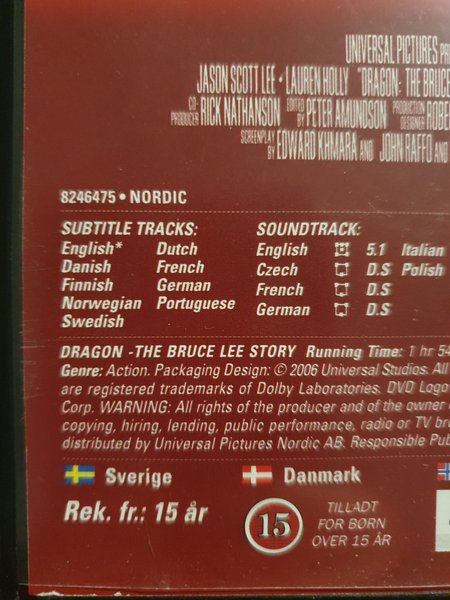 UNIVERSAL PICTURES
JASON SCOTT LEE • LAUREN HOLLY "DRAGON: THE BRUCE
CO-PRODUCER RICK NATHANSON EDITED BY PETER AMUNDSON PRODUCTION DESIGNER
SCREENPLAY BY EDWARD KHMARA AND JOHN RAFFO AND
8246475 • NORDIC
SUBTITLE TRACKS: SOUNDTRACK:
English* Dutch English 5.1 Italian
Danish French Czech D.S Polish
Finnish German French D.S
Norwegian Portuguese German D.S
Swedish
DRAGON -THE BRUCE LEE STORY Running Time: 1 hr 54
Genre: Action. Packaging Design: © 2006 Universal Studios. All
are registered trademarks of Dolby Laboratories. DVD Logo
Corp. WARNING: All rights of the producer and of the owner
copying, hiring, lending, public performance, radio or TV
distributed by Universal Pictures Nordic AB. Responsible
Sverige Danmark
Rek. fr.: 15 år 15 TILLADT
FOR BØRN
OVER 15 ÅR